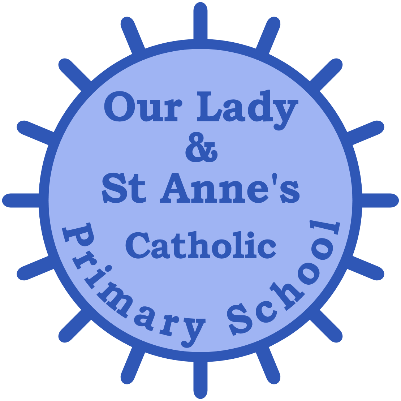 Our Lady
&
St Anne's
Catholic
Primary School